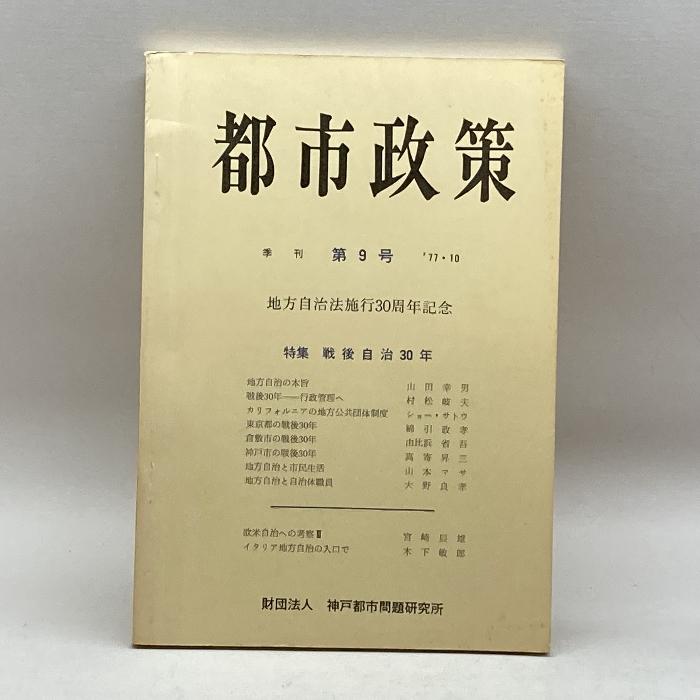 都市政策
季刊 第9号 '77・10
地方自治法施行30周年記念
特集 戦後自治30年
地方自治の本旨 山田幸男
戦後30年――行政管理へ 村松岐夫
カリフォルニアの地方公共団体制度 ショー・サトウ
東京都の戦後30年 綿引政孝
倉敷市の戦後30年 由比浜省吾
神戸市の戦後30年 高寄昇三
地方自治と市民生活 山本マサ
地方自治と自治体職員 大野良孝
欧米自治への考察Ⅱ 宮崎辰雄
イタリア地方自治の入口で 木下敏郎
財団法人 神戸都市問題研究所